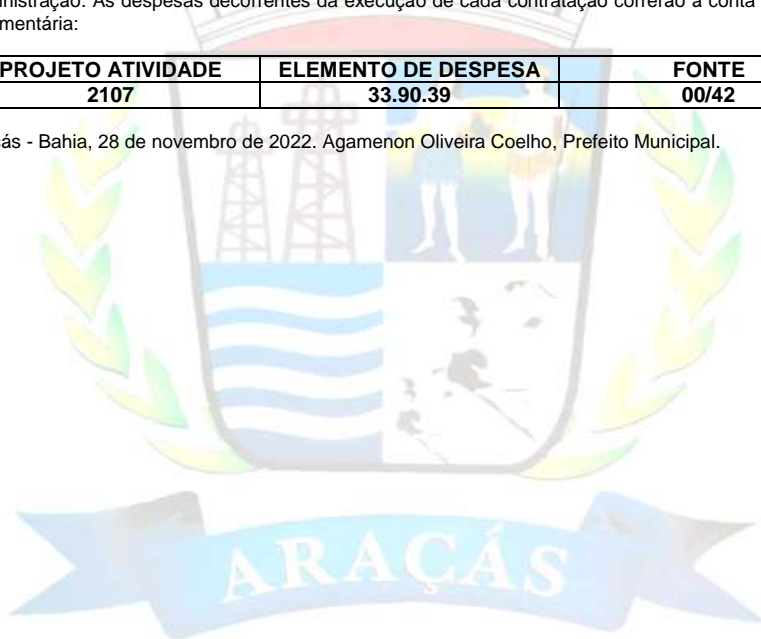 ministração. As despesas decorrentes da execução de cada contratação correrão à conta
mentária:
PROJETO ATIVIDADE ELEMENTO DE DESPESA FONTE
2107 33.90.39 00/42
ás - Bahia, 28 de novembro de 2022. Agamenon Oliveira Coelho, Prefeito Municipal.
ARAÇÁS